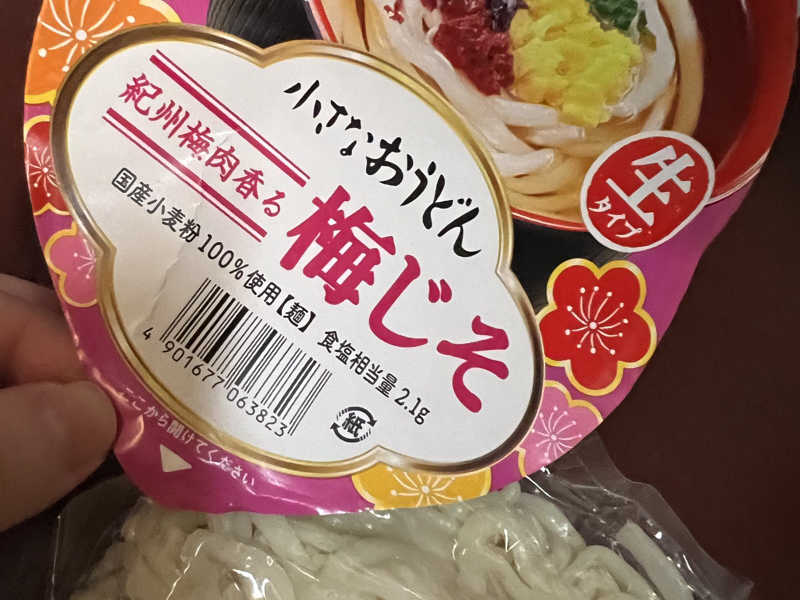 小さなおうどん
紀州梅肉香る
梅じそ
生
タイプ
国産小麦粉100%使用【麺】
食塩相当量 2.1g
4 901677 063823
紙
ここから開けてください